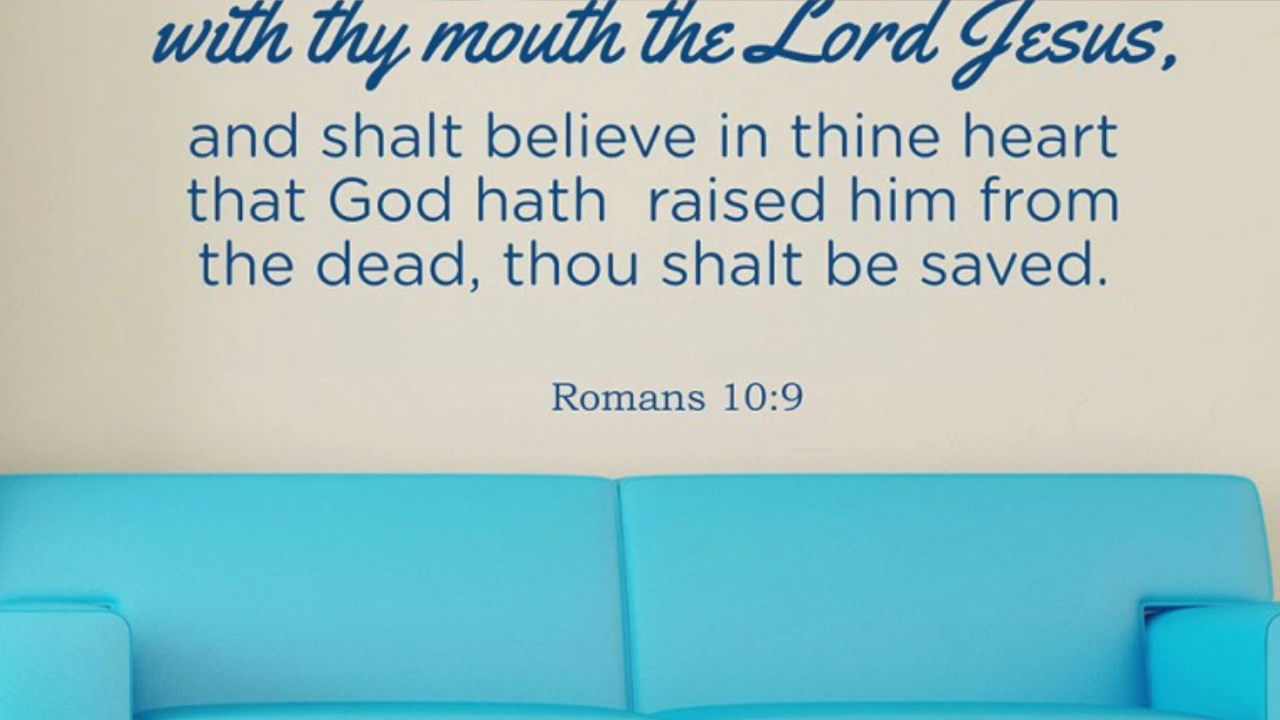 with thy mouth the Lord Jesus,
and shalt believe in thine heart
that God hath raised him from
the dead, thou shalt be saved.
Romans 10:9